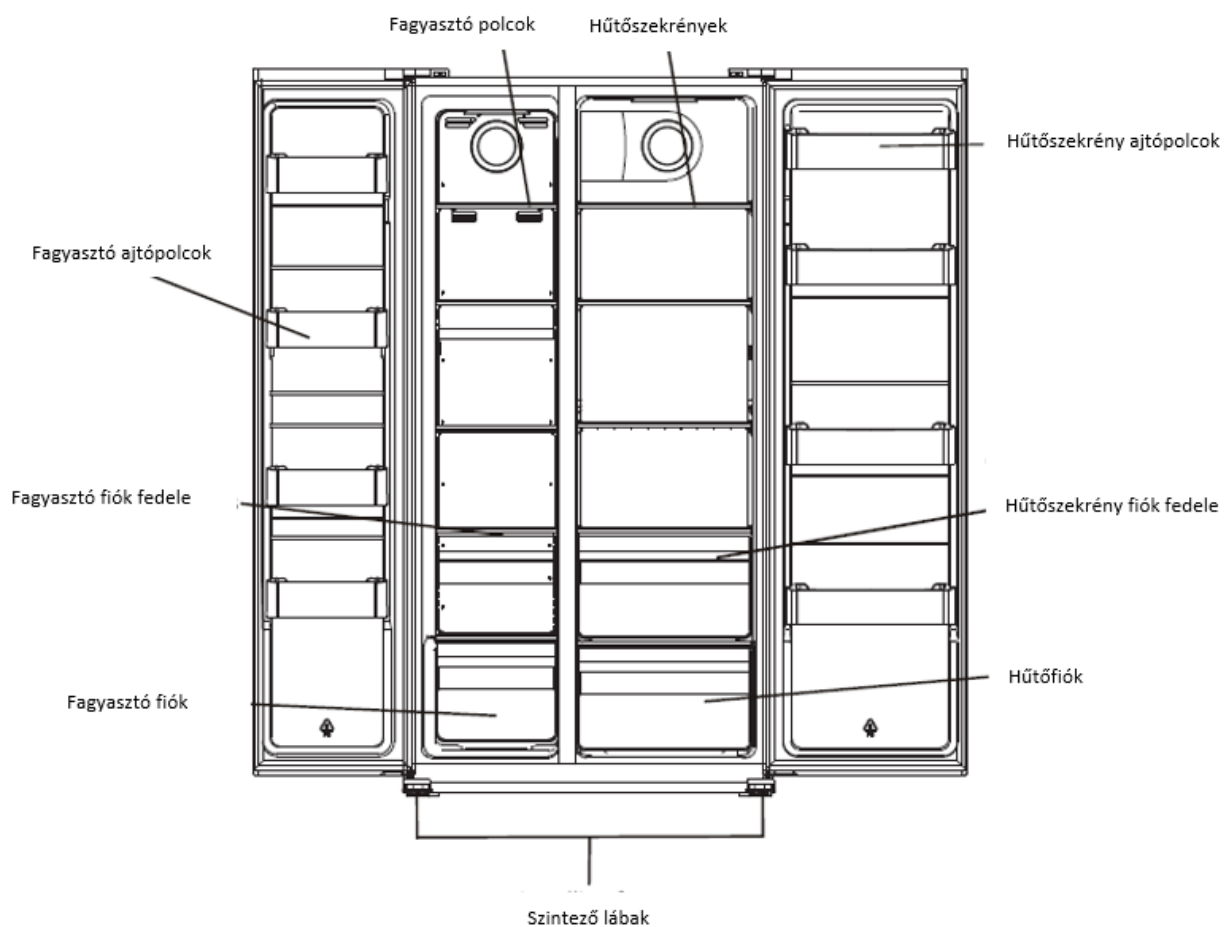 Fagyasztó polcok
Hűtőszekrények
Hűtőszekrény ajtópolcok
Fagyasztó ajtópolcok
Fagyasztó fiók fedele
Hűtőszekrény fiók fedele
Hűtőfiók
Fagyasztó fiók
Szintező lábak